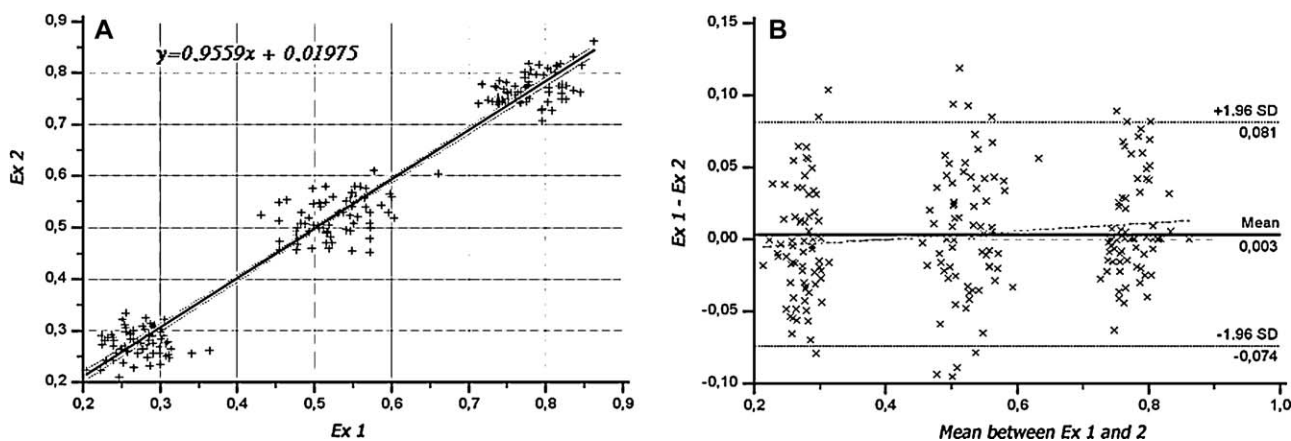 A
y=0.9559x + 0.01975
0,9
0,8
0,7
0,6
0,5
0,4
0,3
0,2
Ex 2
0,2 0,3 0,4 0,5 0,6 0,7 0,8 0,9
Ex 1
B
0,15
0,10
0,05
0,00
-0,05
-0,10
Ex 1 - Ex 2
+1.96 SD
0,081
Mean
0,003
-1.96 SD
-0,074
0,2 0,4 0,6 0,8 1,0
Mean between Ex 1 and 2